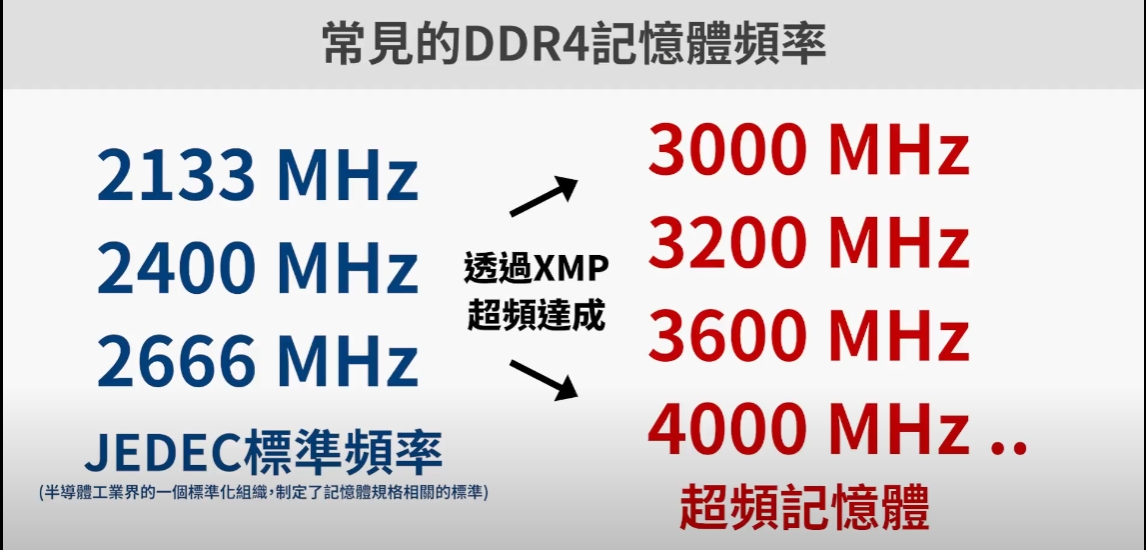 常見的DDR4記憶體頻率
2133 MHz
2400 MHz
2666 MHz
JEDEC標準頻率
(半導體工業界的一個標準化組織,制定了記憶體規格相關的標準)
透過XMP
超頻達成
3000 MHz
3200 MHz
3600 MHz
4000 MHz ..
超頻記憶體